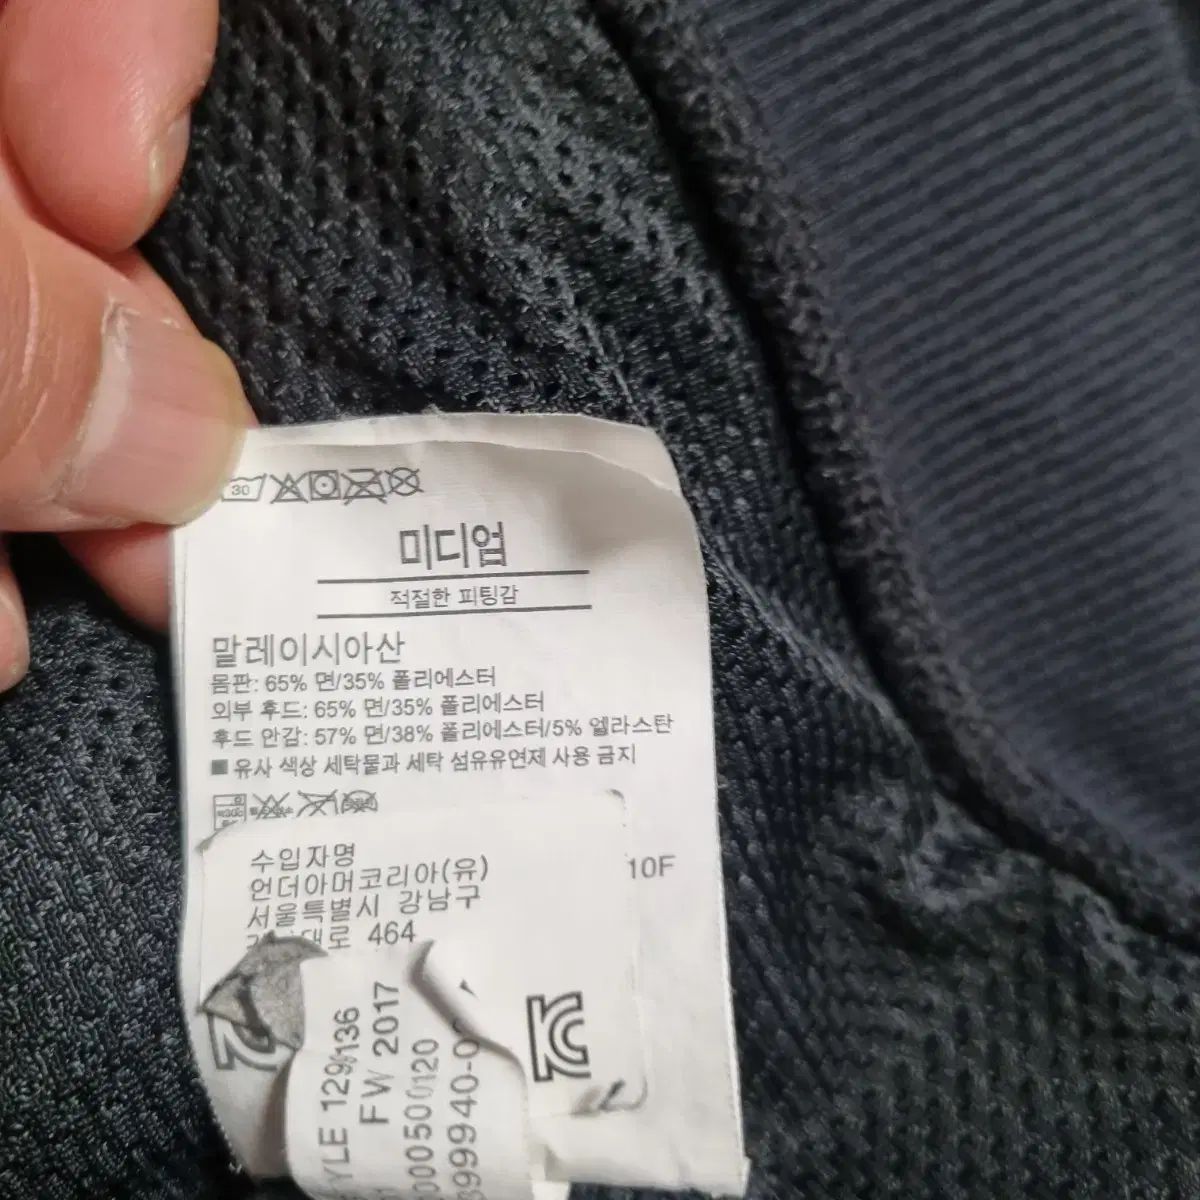 30
미디엄
적절한 피팅감
말레이시아산
몸판: 65% 면/35% 폴리에스터
외부 후드: 65% 면/35% 폴리에스터
후드 안감: 57% 면/38% 폴리에스터/5% 엘라스탄
■ 유사 색상 세탁물과 세탁 섬유유연제 사용 금지
수입자명
언더아머코리아(유)
서울특별시 강남구
464
10F
FW 2017